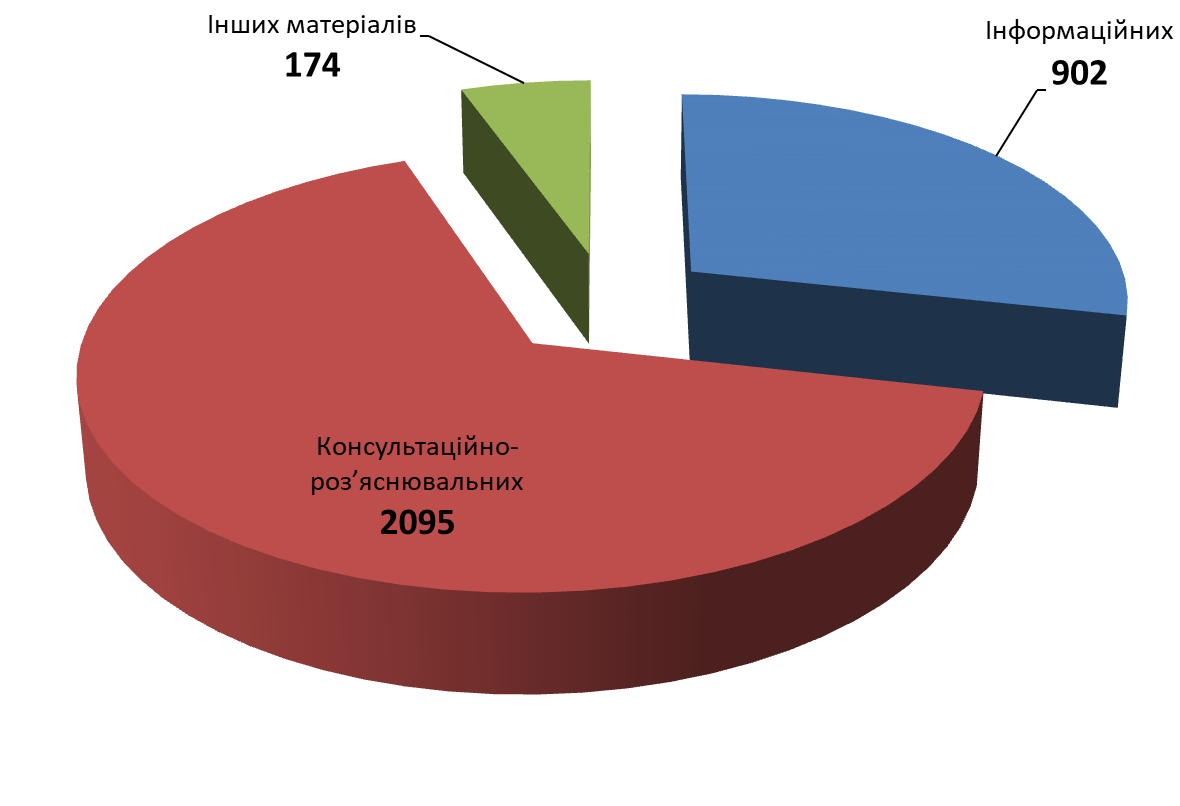 Інших матеріалів
174
Інформаційних
902
Консультаційно-
роз’яснювальних
2095